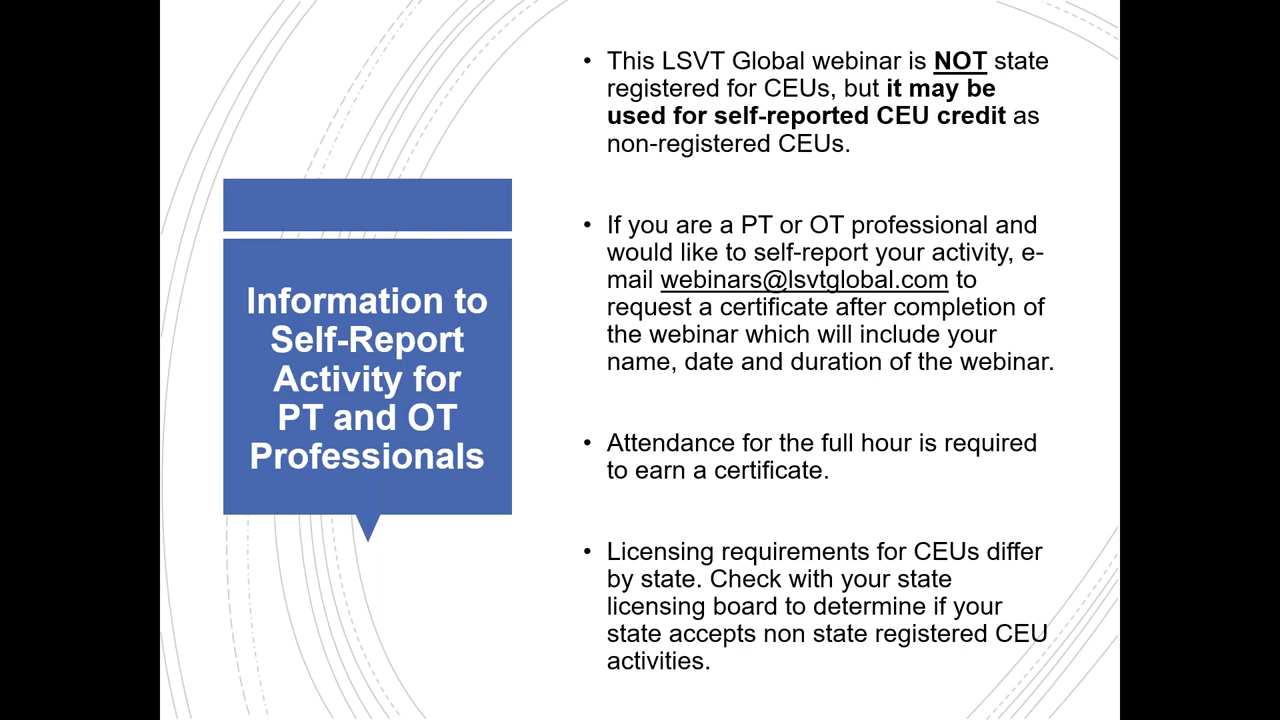 Information to
Self-Report
Activity for
PT and OT
Professionals
• This LSVT Global webinar is NOT state
registered for CEUs, but it may be
used for self-reported CEU credit as
non-registered CEUs.
• If you are a PT or OT professional and
would like to self-report your activity, e-
mail webinars@lsvtglobal.com to
request a certificate after completion of
the webinar which will include your
name, date and duration of the webinar.
• Attendance for the full hour is required
to earn a certificate.
• Licensing requirements for CEUs differ
by state. Check with your state
licensing board to determine if your
state accepts non state registered CEU
activities.